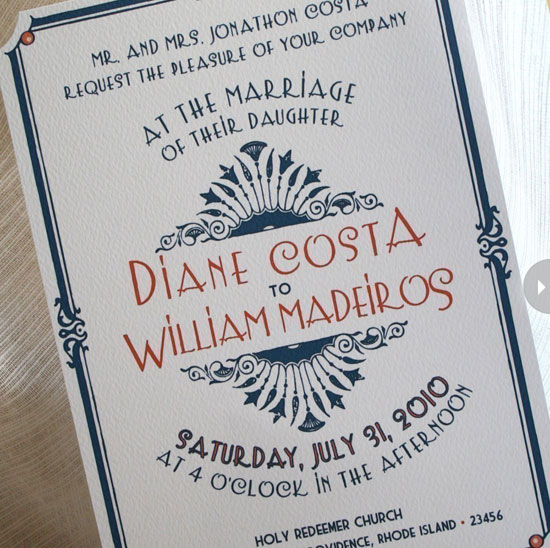 MR. AND MRS. JONATHON COSTA
REQUEST THE PLEASURE OF YOUR COMPANY
AT THE MARRIAGE
OF THEIR DAUGHTER
DIANE COSTA
TO
WILLIAM MADEIROS
SATURDAY, JULY 31, 2010
AT 4 O'CLOCK IN THE AFTERNOON
HOLY REDEEMER CHURCH
PROVIDENCE, RHODE ISLAND • 23456